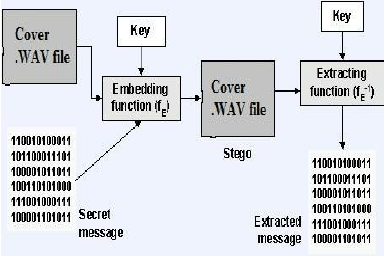 Cover
.WAV file
Key
Embedding
function (fE)
110010100011
101100011101
100001011011
100110101000
111001000111
100001101011
Secret
message
Cover
.WAV file
Stego
Key
Extracting
function (fE-1)
110010100011
101100011101
100001011011
100110101000
111001000111
100001101011
Extracted
message